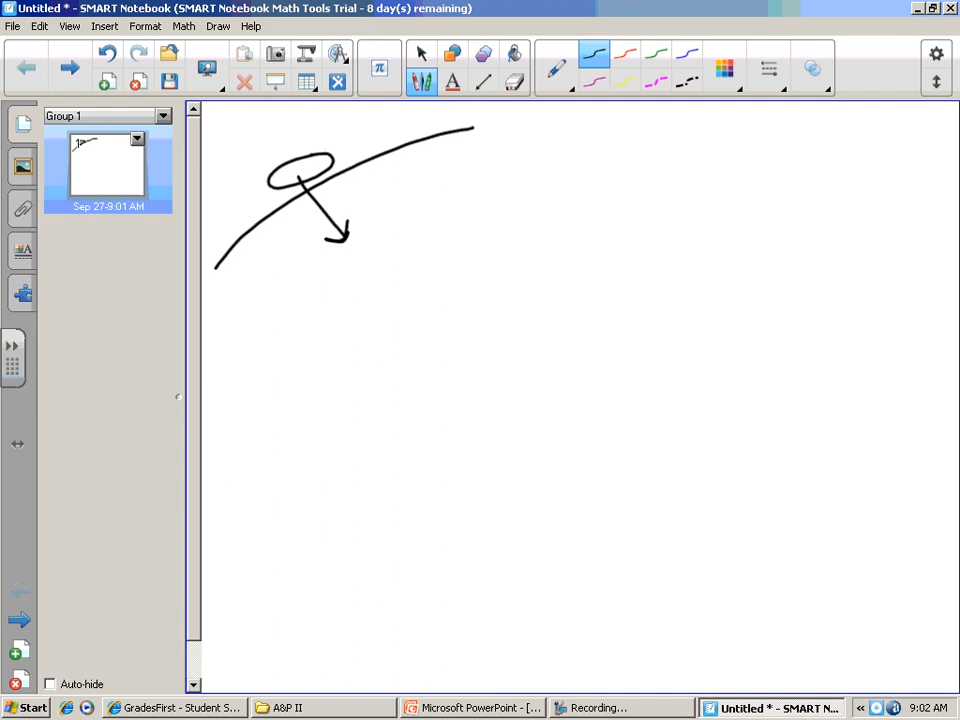 Untitled * - SMART Notebook (SMART Notebook Math Tools Trial - 8 day(s) remaining)
File Edit View Insert Format Math Draw Help
π
A
Group 1
Sep 27-9:01 AM
Auto-hide
Start
GradesFirst - Student S...
A&P II
Microsoft PowerPoint - [...
Recording...
Untitled * - SMART N...
9:02 AM